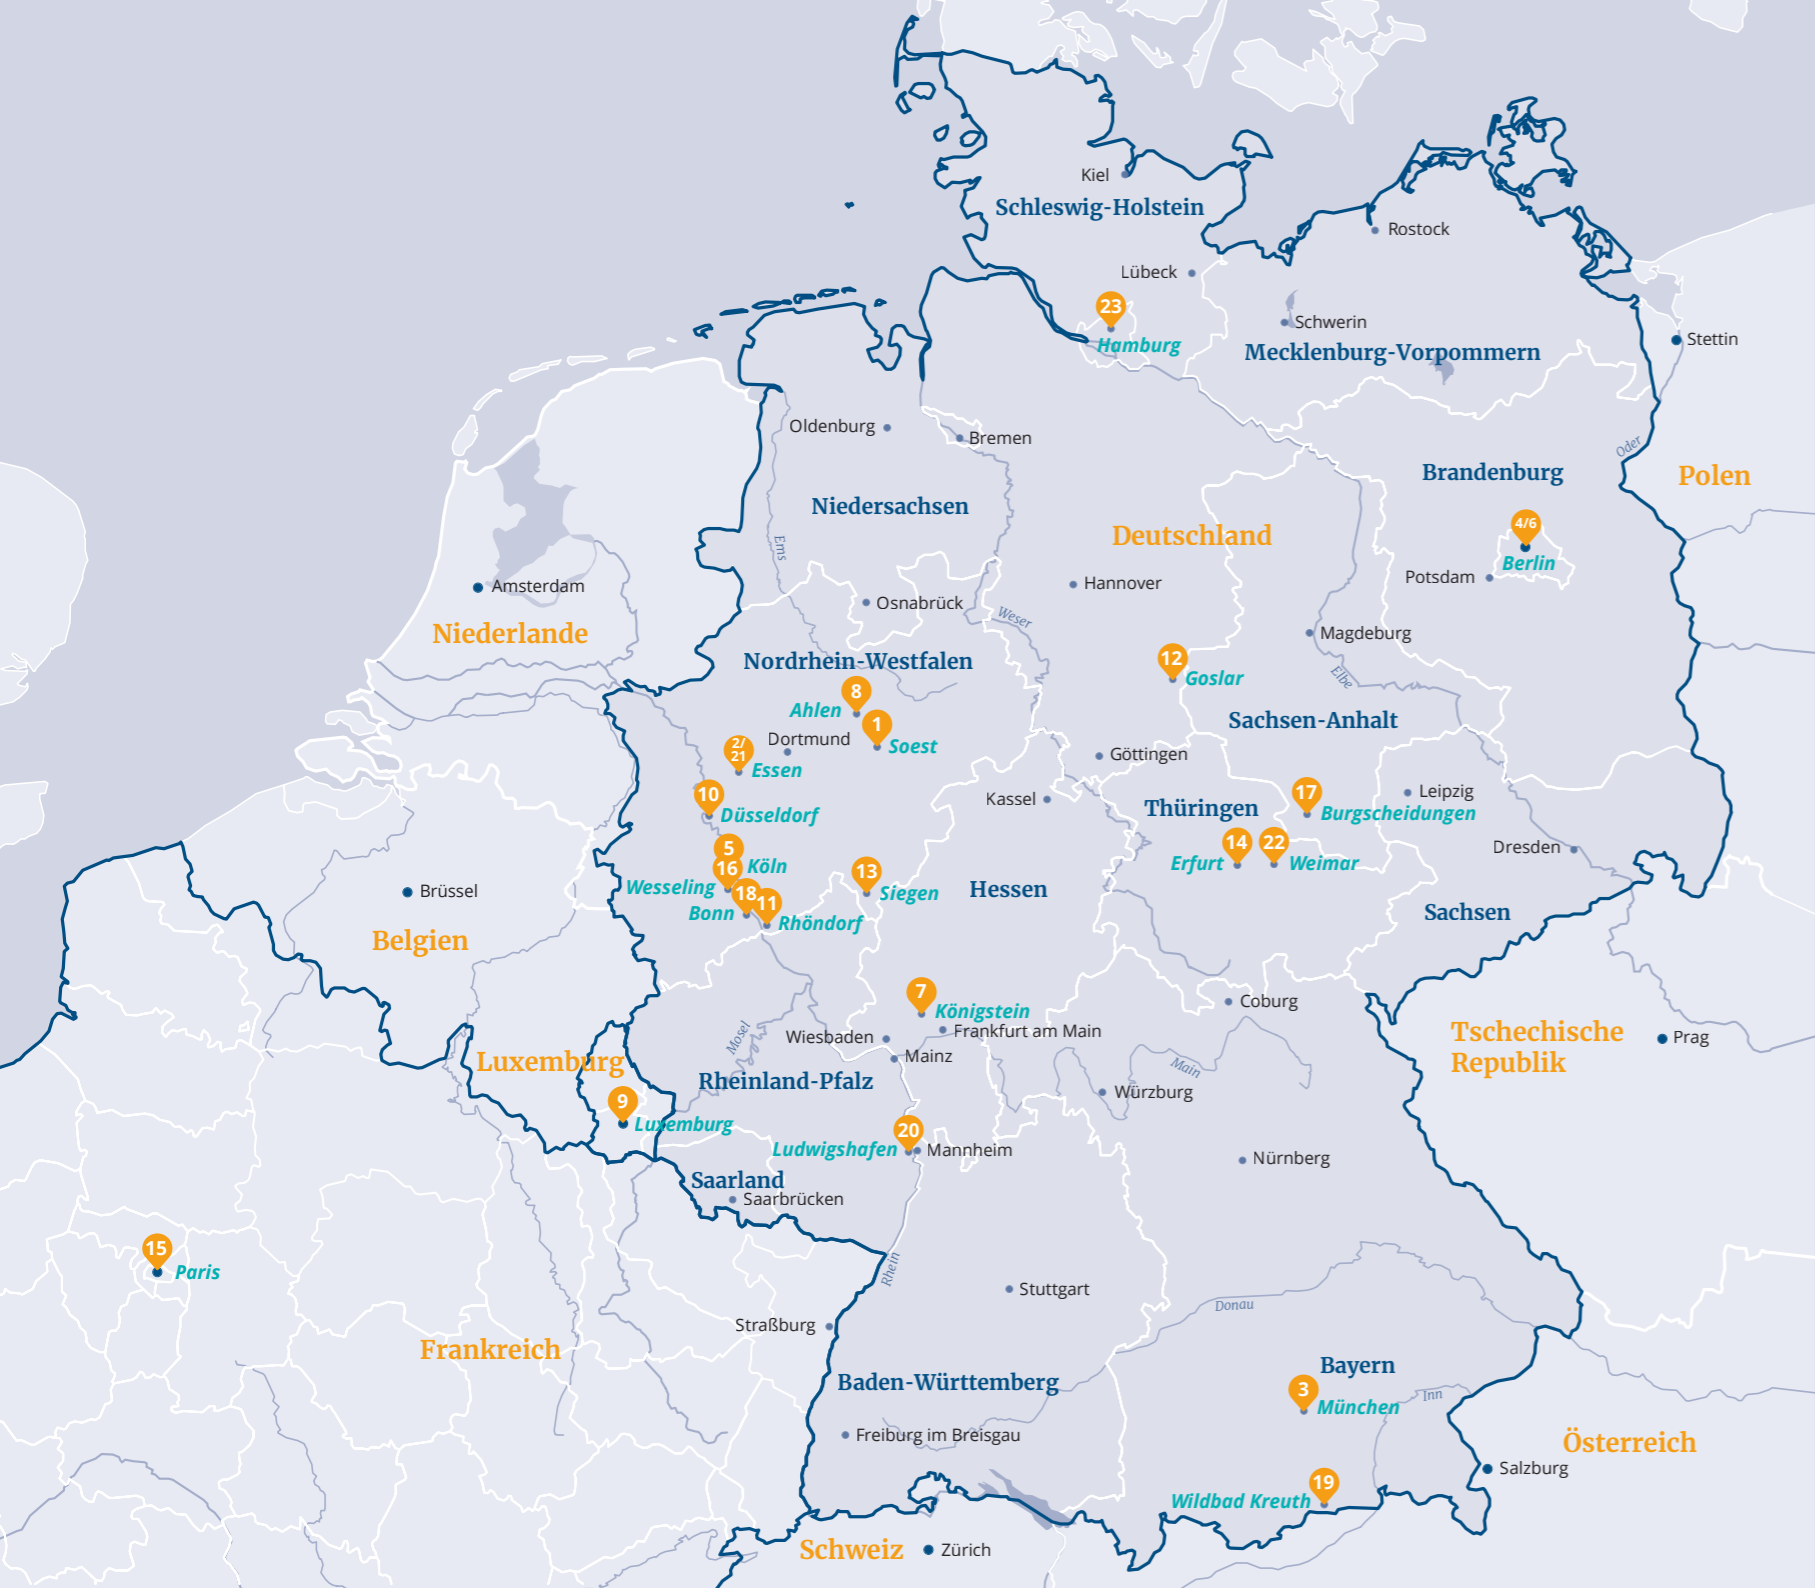 Kiel
Schleswig-Holstein
Rostock
Lübeck
23
Hamburg
Schwerin
Mecklenburg-Vorpommern
Stettin
Oldenburg
Bremen
Oder
Brandenburg
Polen
Niedersachsen
Deutschland
Ems
4/6
Berlin
Potsdam
Amsterdam
Hannover
Osnabrück
Weser
Niederlande
Magdeburg
Nordrhein-Westfalen
12
Goslar
Elbe
8
Ahlen
1
Soest
Sachsen-Anhalt
Dortmund
2/
21
Essen
Göttingen
10
Düsseldorf
Kassel
Thüringen
17
Burgscheidungen
Leipzig
5
Köln
16
Wesseling
13
Siegen
14
Erfurt
22
Weimar
Dresden
Brüssel
18
Bonn
11
Rhöndorf
Hessen
Sachsen
Belgien
7
Königstein
Coburg
Wiesbaden
Frankfurt am Main
Mosel
Mainz
Luxemburg
Rheinland-Pfalz
Main
Tschechische
Republik
Prag
Würzburg
9
Luxemburg
20
Ludwigshafen
Mannheim
Nürnberg
Saarland
Saarbrücken
15
Paris
Rhein
Stuttgart
Donau
Straßburg
Frankreich
Bayern
Baden-Württemberg
3
München
Inn
Freiburg im Breisgau
Österreich
Salzburg
19
Wildbad Kreuth
Schweiz
Zürich